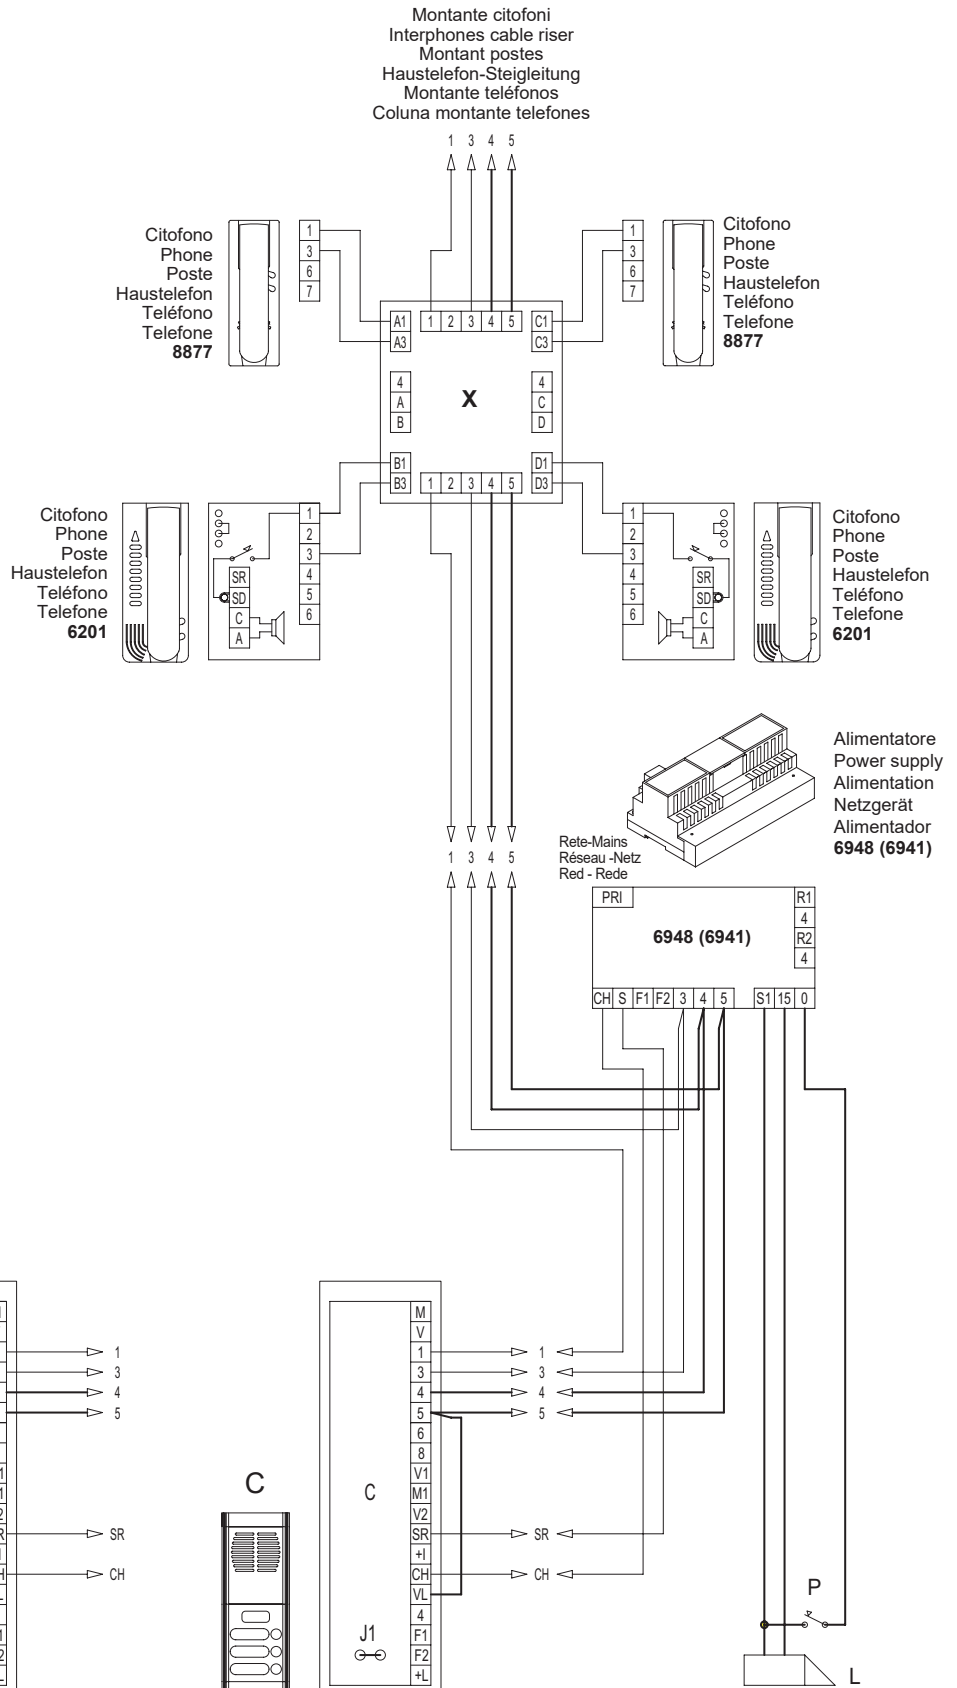 Montante citofoni
Interphones cable riser
Montant postes
Haustelefon-Steigleitung
Montante teléfonos
Coluna montante telefones
1 3 4 5
Citofono
Phone
Poste
Haustelefon
Teléfono
Telefone
8877
1
3
6
7
1
3
6
7
Citofono
Phone
Poste
Haustelefon
Teléfono
Telefone
8877
A1 1 2 3 4 5 C1
A3 C3
4 4
A X C
B D
B1 D1
B3 1 2 3 4 5 D3
Citofono
Phone
Poste
Haustelefon
Teléfono
Telefone
6201
1
2
3
4
5
6
SR
SD
C
A
1
2
3
4
5
6
SR
SD
C
A
Citofono
Phone
Poste
Haustelefon
Teléfono
Telefone
6201
Alimentatore
Power supply
Alimentation
Netzgerät
Alimentador
6948 (6941)
Rete-Mains
Réseau -Netz
Red - Rede
1 3 4 5
PRI R1
4
6948 (6941) R2
4
CH S F1 F2 3 4 5 S1 15 0
1
3
4
5
SR
CH
C
C
J1
M
V
1
3
4
5
6
8
V1
M1
V2
SR
+I
CH
VL
4
F1
F2
+L
1
3
4
5
SR
CH
P
L